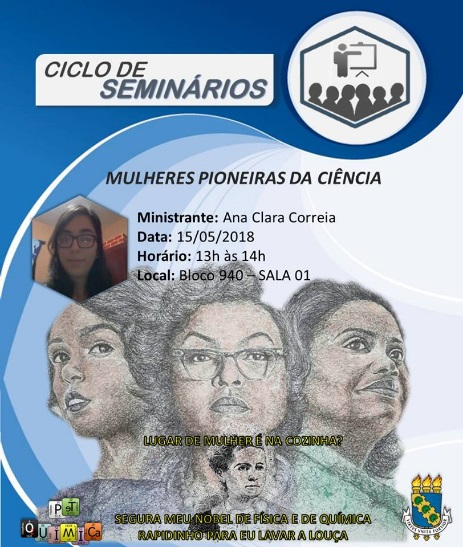 CICLO DE
SEMINÁRIOS
MULHERES PIONEIRAS DA CIÊNCIA
Ministrante: Ana Clara Correia
Data: 15/05/2018
Horário: 13h às 14h
Local: Bloco 940 – SALA 01
LUGAR DE MULHER É NA COZINHA?
PET
QUÍMICA
SEGURA MEU NOBEL DE FÍSICA E DE QUÍMICA
RAPIDINHO PARA EU LAVAR A LOUÇA